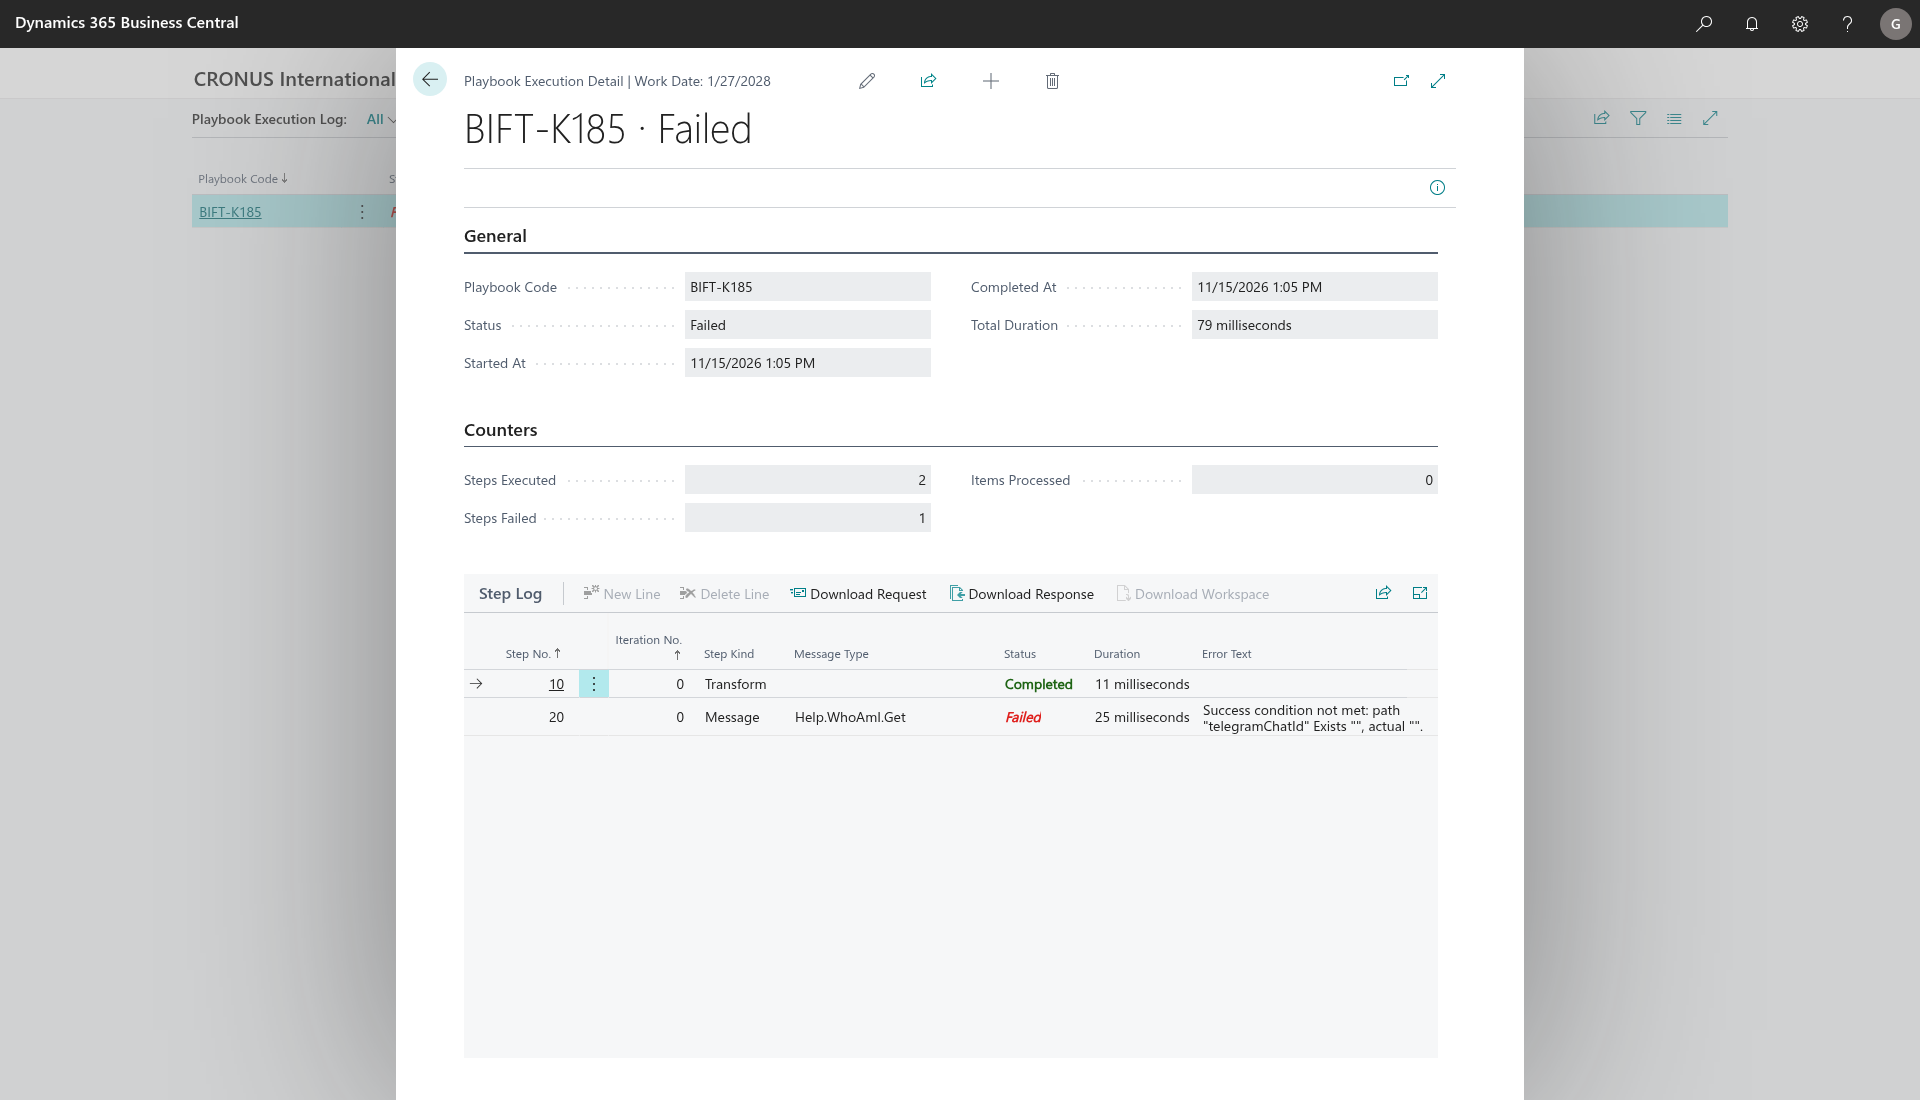 Dynamics 365 Business Central
G
CRONUS International
Playbook Execution Log: All
Playbook Code
BIFT-K185
Playbook Execution Detail | Work Date: 1/27/2028
BIFT-K185 · Failed
General
Playbook Code BIFT-K185
Status Failed
Started At 11/15/2026 1:05 PM
Completed At 11/15/2026 1:05 PM
Total Duration 79 milliseconds
Counters
Steps Executed 2
Steps Failed 1
Items Processed 0
Step Log New Line Delete Line Download Request Download Response Download Workspace
Step No. Iteration No. Step Kind Message Type Status Duration Error Text
10 0 Transform Completed 11 milliseconds
20 0 Message Help.WhoAmI.Get Failed 25 milliseconds Success condition not met: path
"telegramChatId" Exists "", actual "".